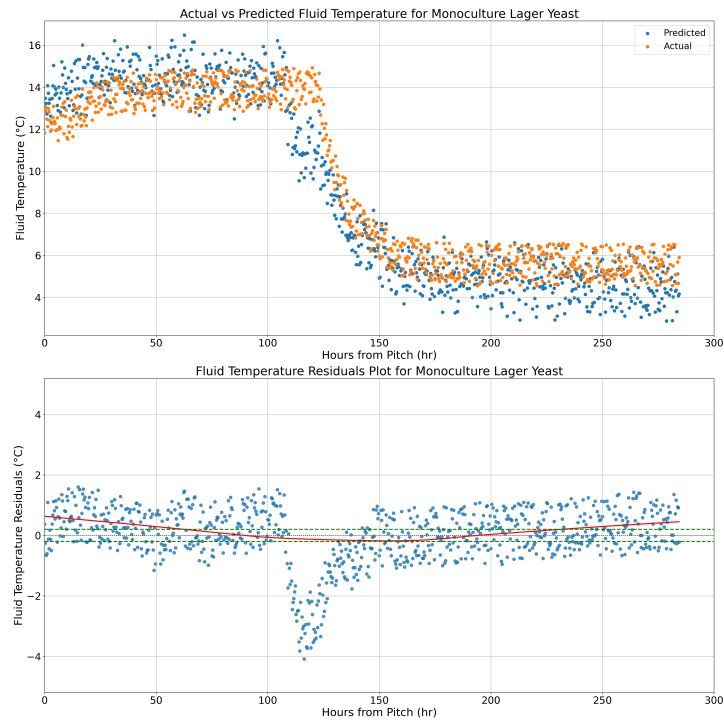 Actual vs Predicted Fluid Temperature for Monoculture Lager Yeast
Predicted
Actual
Fluid Temperature (°C)
16
14
12
10
8
6
4
0 50 100 150 200 250 300
Hours from Pitch (hr)
Fluid Temperature Residuals Plot for Monoculture Lager Yeast
Fluid Temperature Residuals (°C)
4
2
0
−2
−4
0 50 100 150 200 250 300
Hours from Pitch (hr)